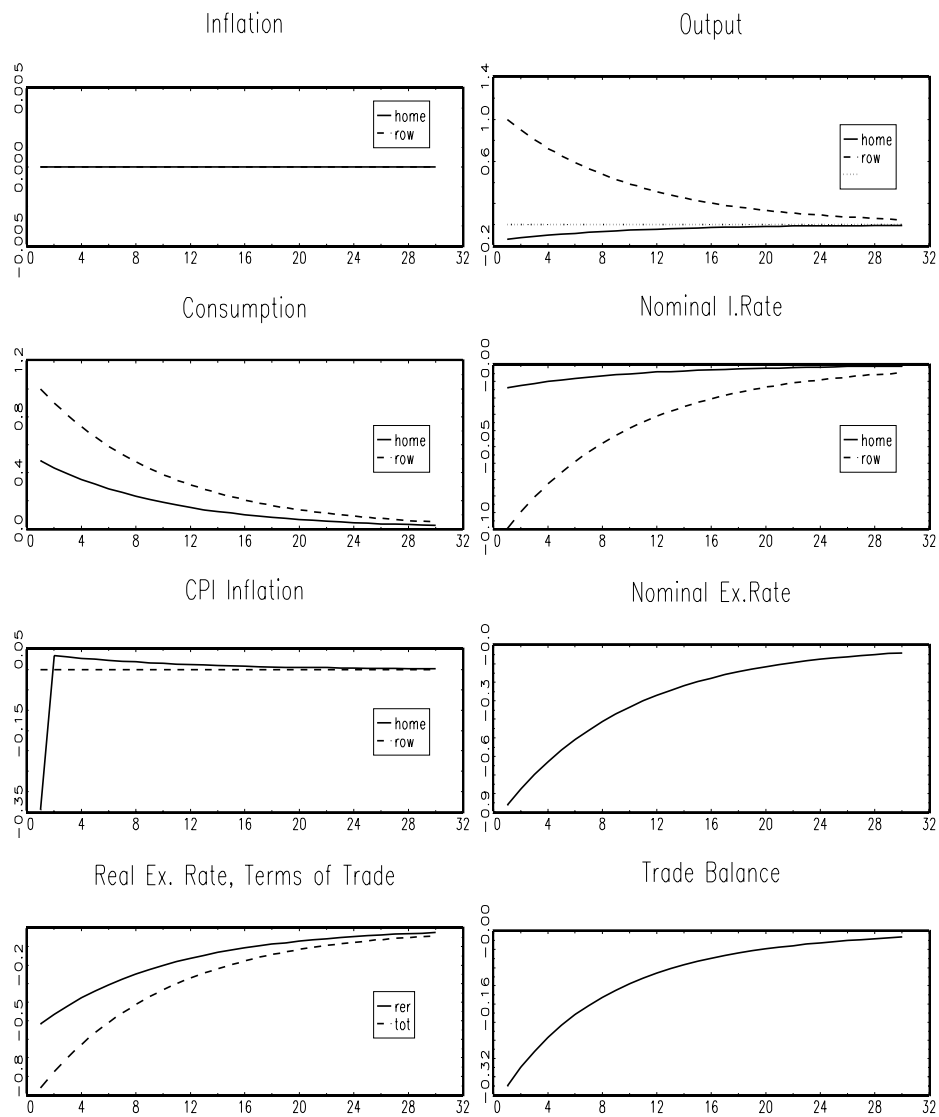 Inflation
0.005
0.000
-0.005
home
row
0 4 8 12 16 20 24 28 32
Output
1.4
1.0
0.6
-0.2
home
row
0 4 8 12 16 20 24 28 32
Consumption
1.2
0.8
0.4
0.0
home
row
0 4 8 12 16 20 24 28 32
Nominal I.Rate
-0.00
-0.05
-0.10
home
row
0 4 8 12 16 20 24 28 32
CPI Inflation
0.05
-0.15
-0.35
home
row
0 4 8 12 16 20 24 28 32
Nominal Ex.Rate
-0.0
-0.3
-0.6
-0.9
0 4 8 12 16 20 24 28 32
Real Ex. Rate, Terms of Trade
-0.2
-0.5
-0.8
rer
tot
0 4 8 12 16 20 24 28 32
Trade Balance
-0.00
-0.16
-0.32
0 4 8 12 16 20 24 28 32